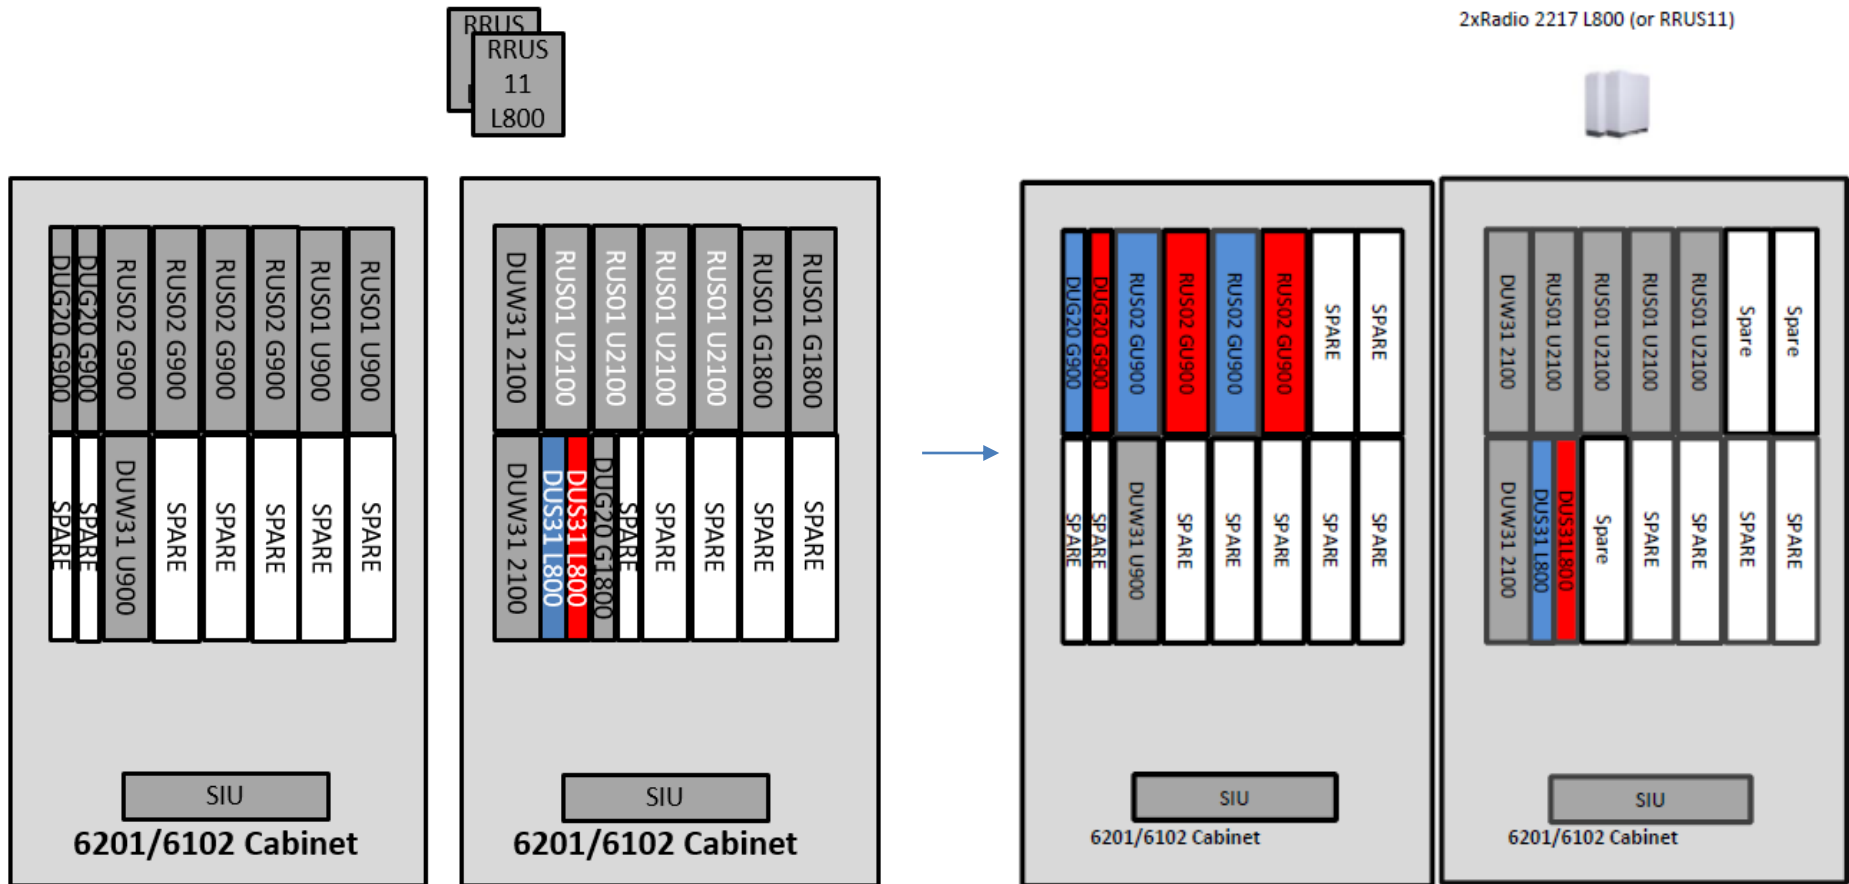 RRUS
RRUS
11
L800
2xRadio 2217 L800 (or RRUS11)
DUG20 G900
DUG20 G900
RUS02 G900
RUS02 G900
RUS02 G900
RUS02 G900
RUS01 U900
RUS01 U900
SPARE
SPARE
DUW31 U900
SPARE
SPARE
SPARE
SPARE
SPARE
SIU
6201/6102 Cabinet
DUW31 2100
RUS01 U2100
RUS01 U2100
RUS01 U2100
RUS01 U2100
RUS01 G1800
RUS01 G1800
DUW31 2100
DUS31 L800
DUS31 L800
DUG20 G1800
SPARE
SPARE
SPARE
SPARE
SPARE
SIU
6201/6102 Cabinet
DUG20 G900
DUG20 G900
RUS02 GU900
RUS02 GU900
RUS02 GU900
RUS02 GU900
SPARE
SPARE
SPARE
SPARE
DUW31 U900
SPARE
SPARE
SPARE
SPARE
SPARE
SIU
6201/6102 Cabinet
DUW31 2100
RUS01 U2100
RUS01 U2100
RUS01 U2100
RUS01 U2100
Spare
Spare
DUW31 2100
DUS31 L800
DUS31L800
Spare
SPARE
SPARE
SPARE
SPARE
SIU
6201/6102 Cabinet